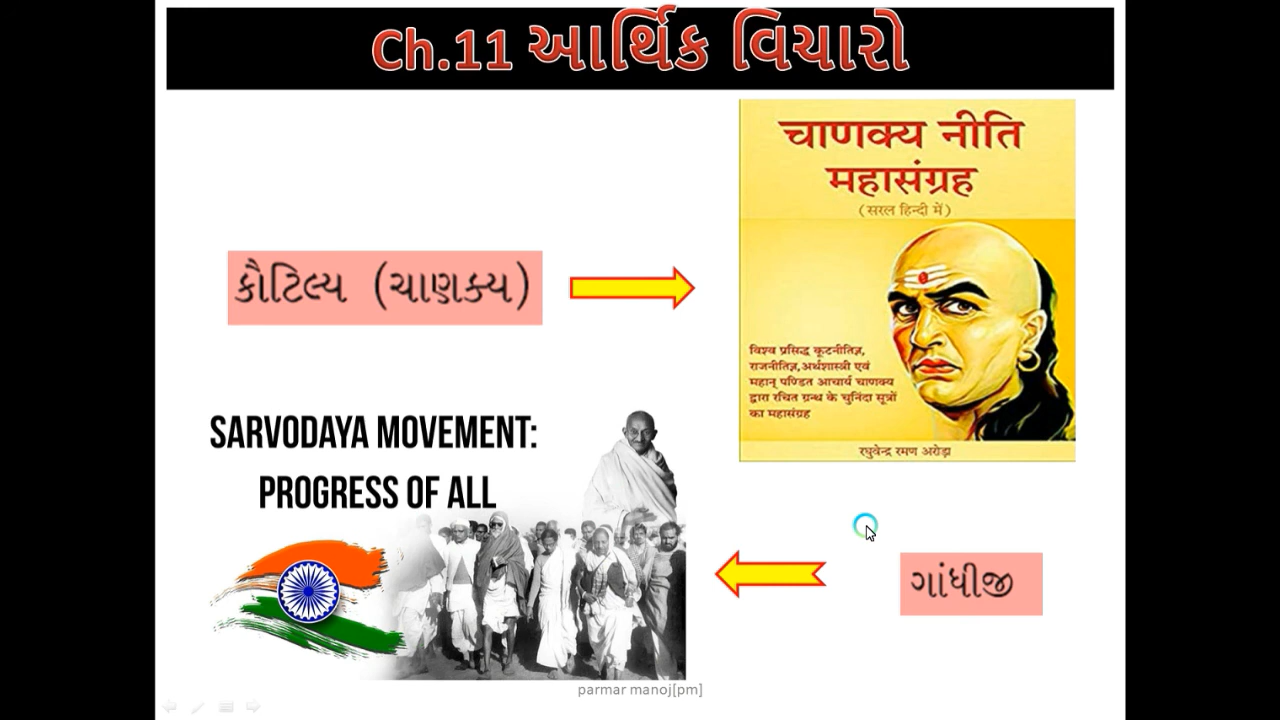 Ch.11 આર્થિક વિચારો
चाणक्य नीति
महासंग्रह
(सरल हिन्दी में)
કૌટિલ્ય (ચાણક્ય)
विश्व प्रसिद्ध कूटनीतिज्ञ,
राजनीतिज्ञ, अर्थशास्त्री एवं
महान् पण्डित आचार्य चाणक्य
द्वारा रचित ग्रन्थ के चुनिंदा सूत्रों
का महासंग्रह
रघुवेन्द्र रमण अरोड़ा
SARVODAYA MOVEMENT:
PROGRESS OF ALL
ગાંધીજી
parmar manoj[pm]